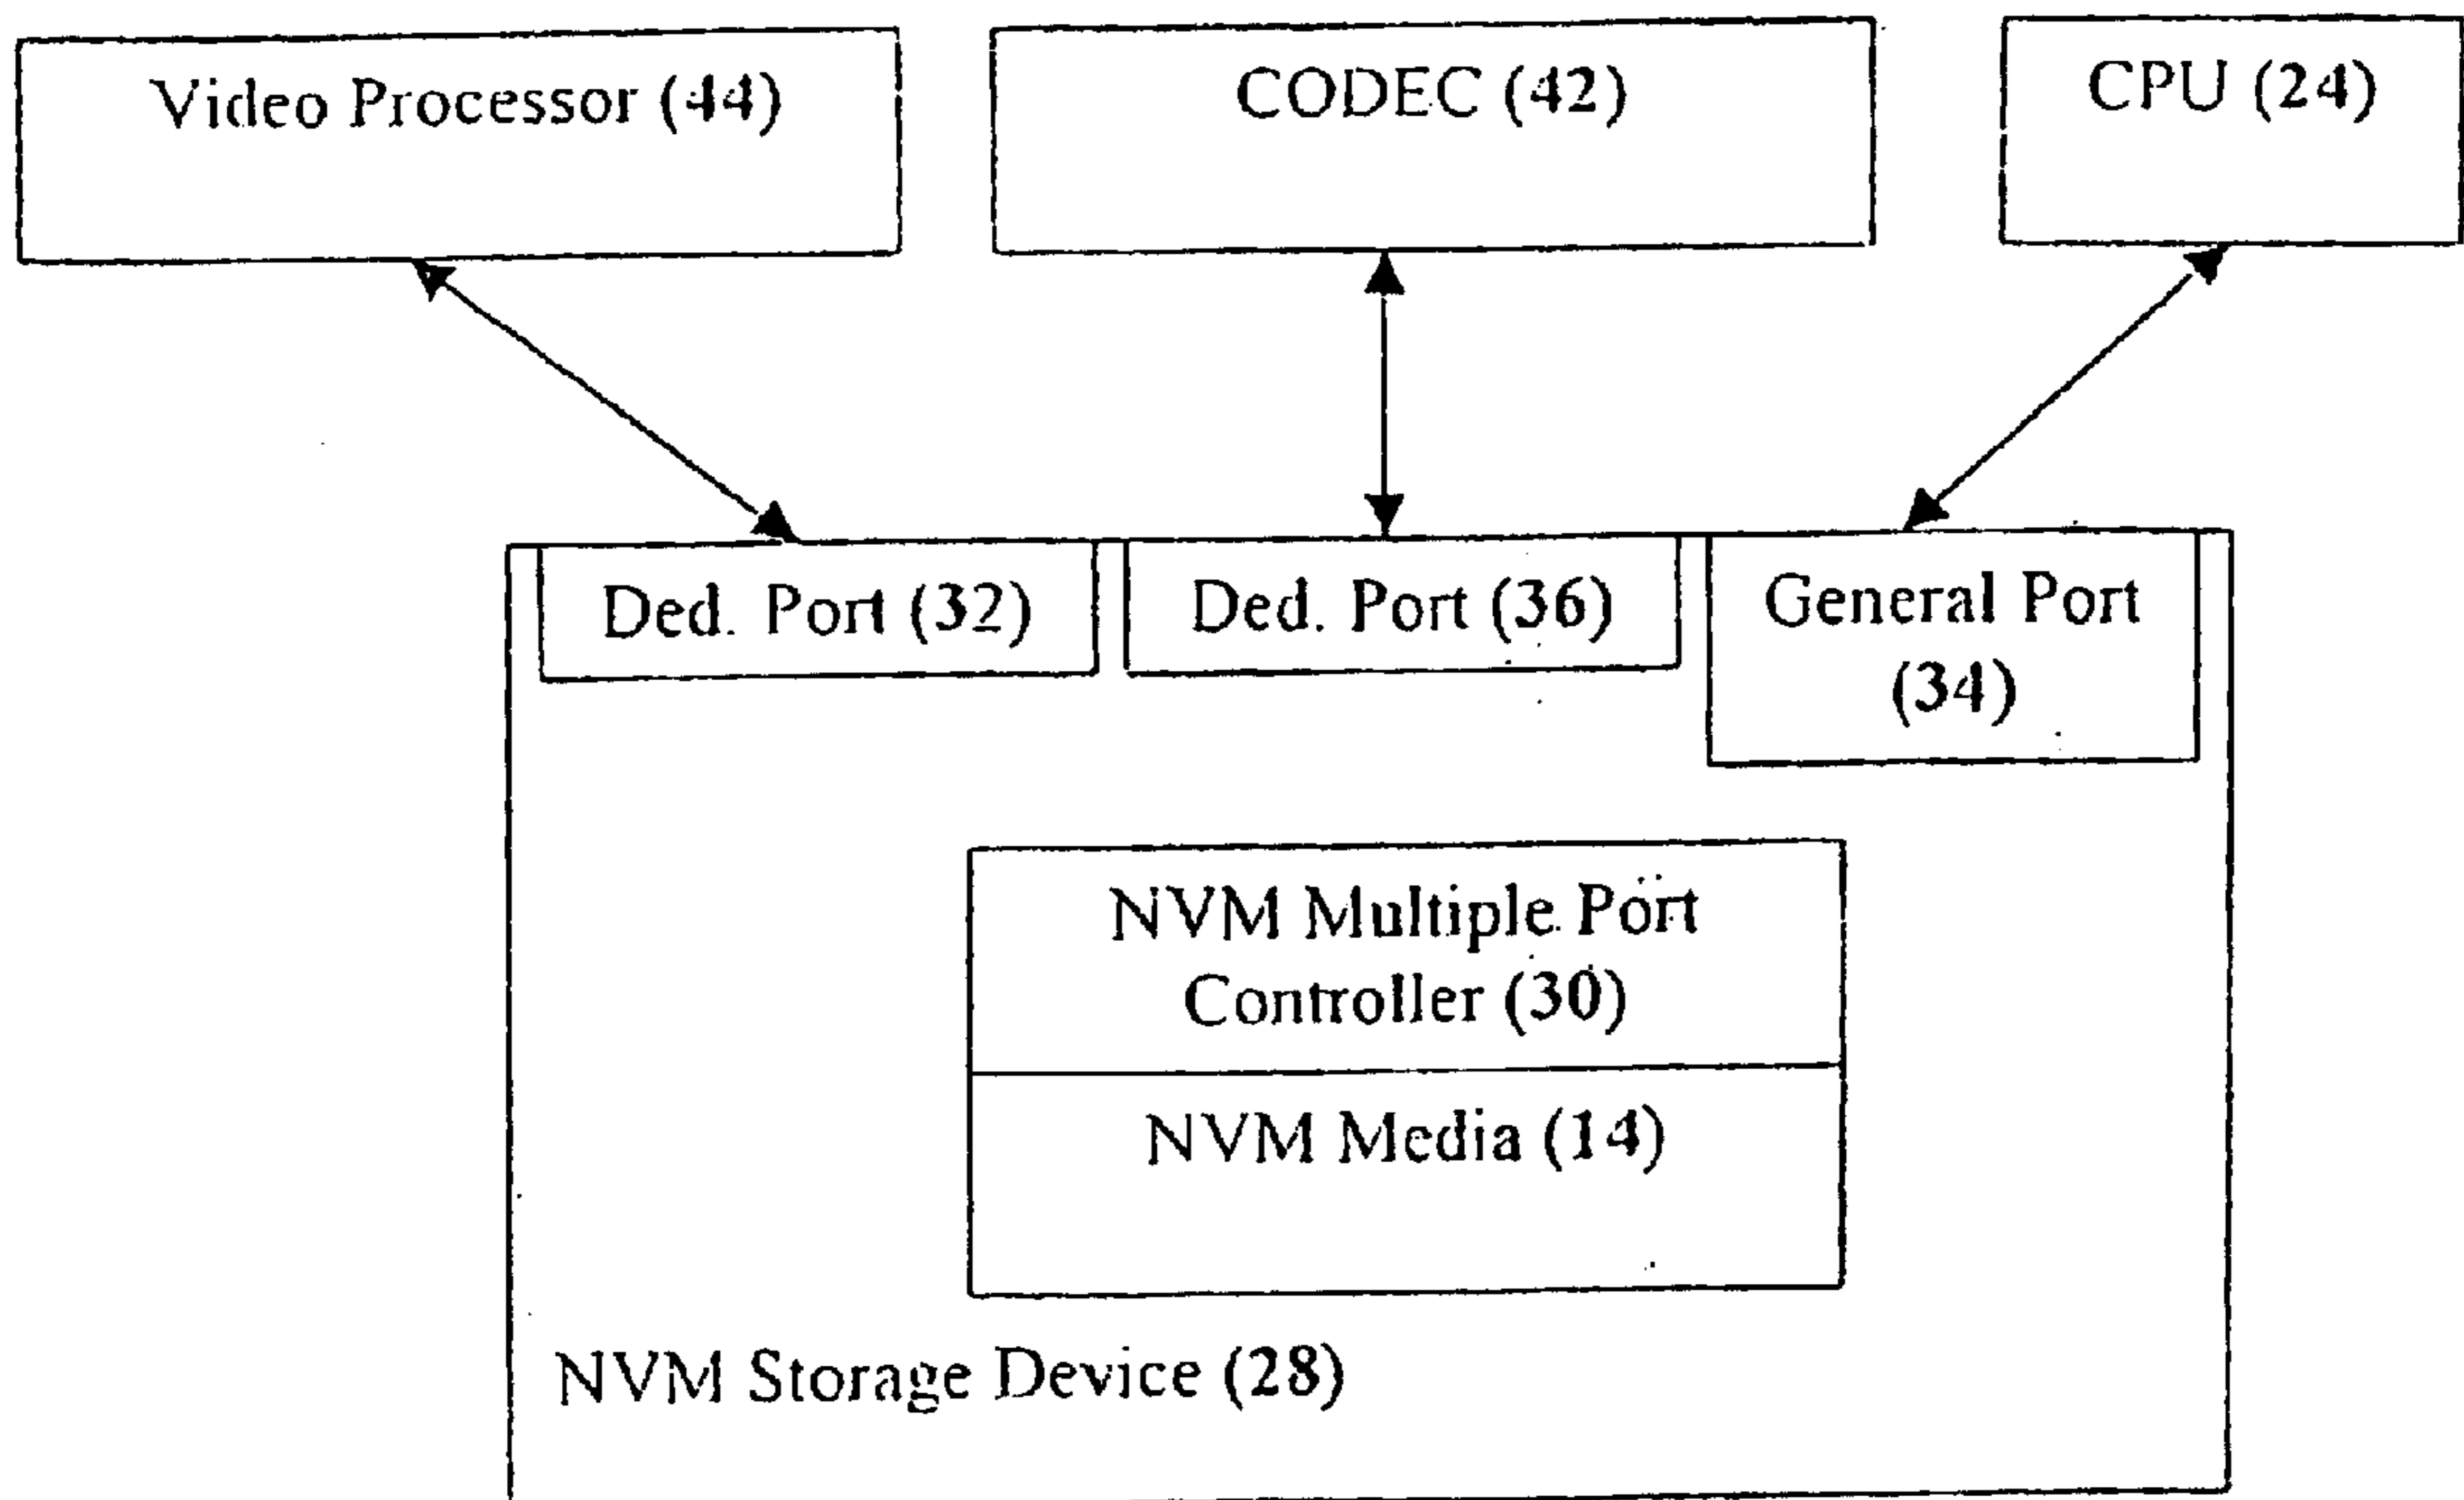 Video Processor (44)
CODEC (42)
CPU (24)
Ded. Port (32)
Ded. Port (36)
General Port
(34)
NVM Multiple Port
Controller (30)
NVM Media (14)
NVM Storage Device (28)